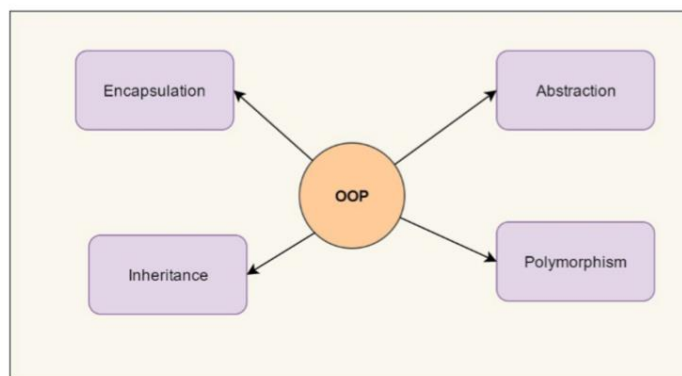 Encapsulation
Abstraction
OOP
Inheritance
Polymorphism